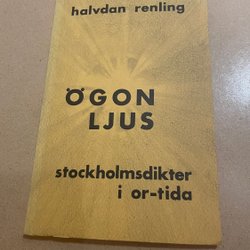 halvdan renling
ÖGON
LJUS
stockholmsdikter
i or-tida